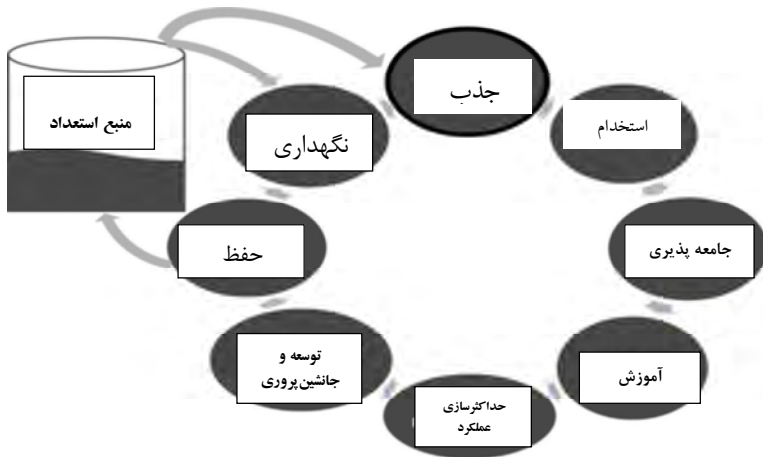 جذب
استخدام
جامعه پذیری
آموزش
حداکثرسازی
عملکرد
توسعه و
جانشین‌پروری
حفظ
نگهداری
منبع استعداد